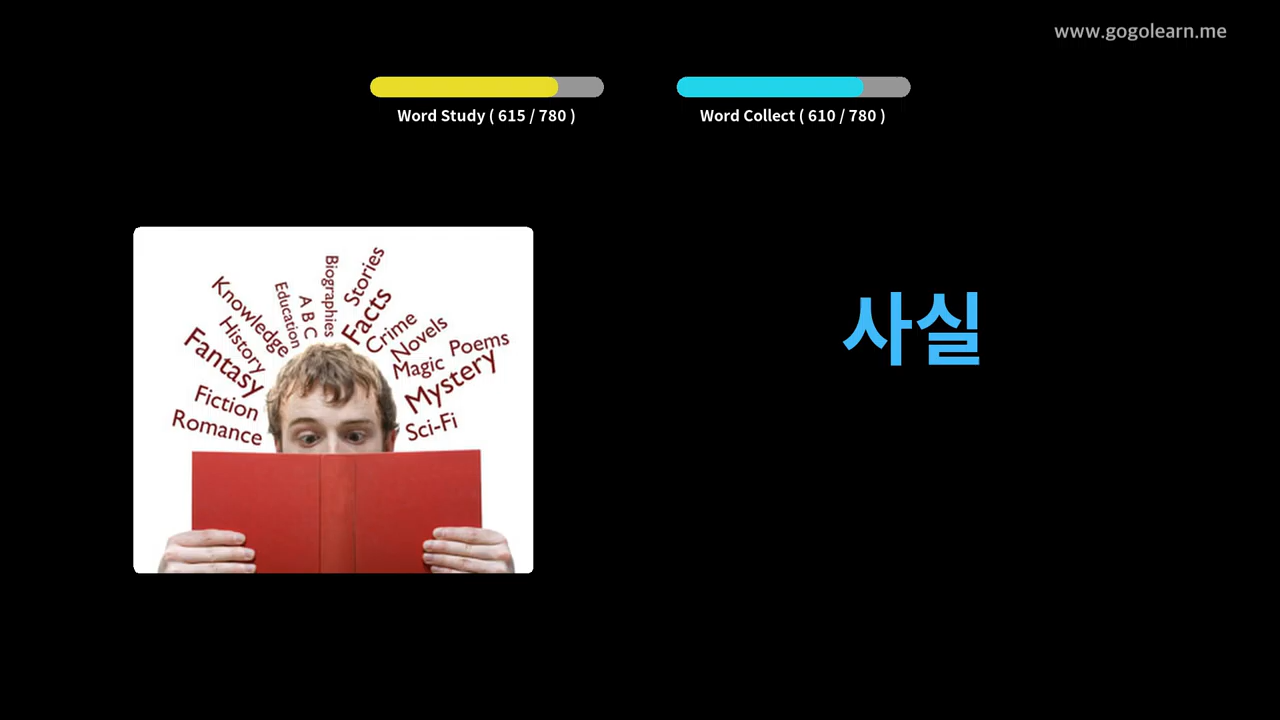 www.gogolearn.me
Word Study ( 615 / 780 )
Word Collect ( 610 / 780 )
Biographies
Stories
Education
A B C
Facts
Knowledge
Crime
History
Novels
Poems
Fantasy
Magic
Mystery
Fiction
Romance
Sci-Fi
사실